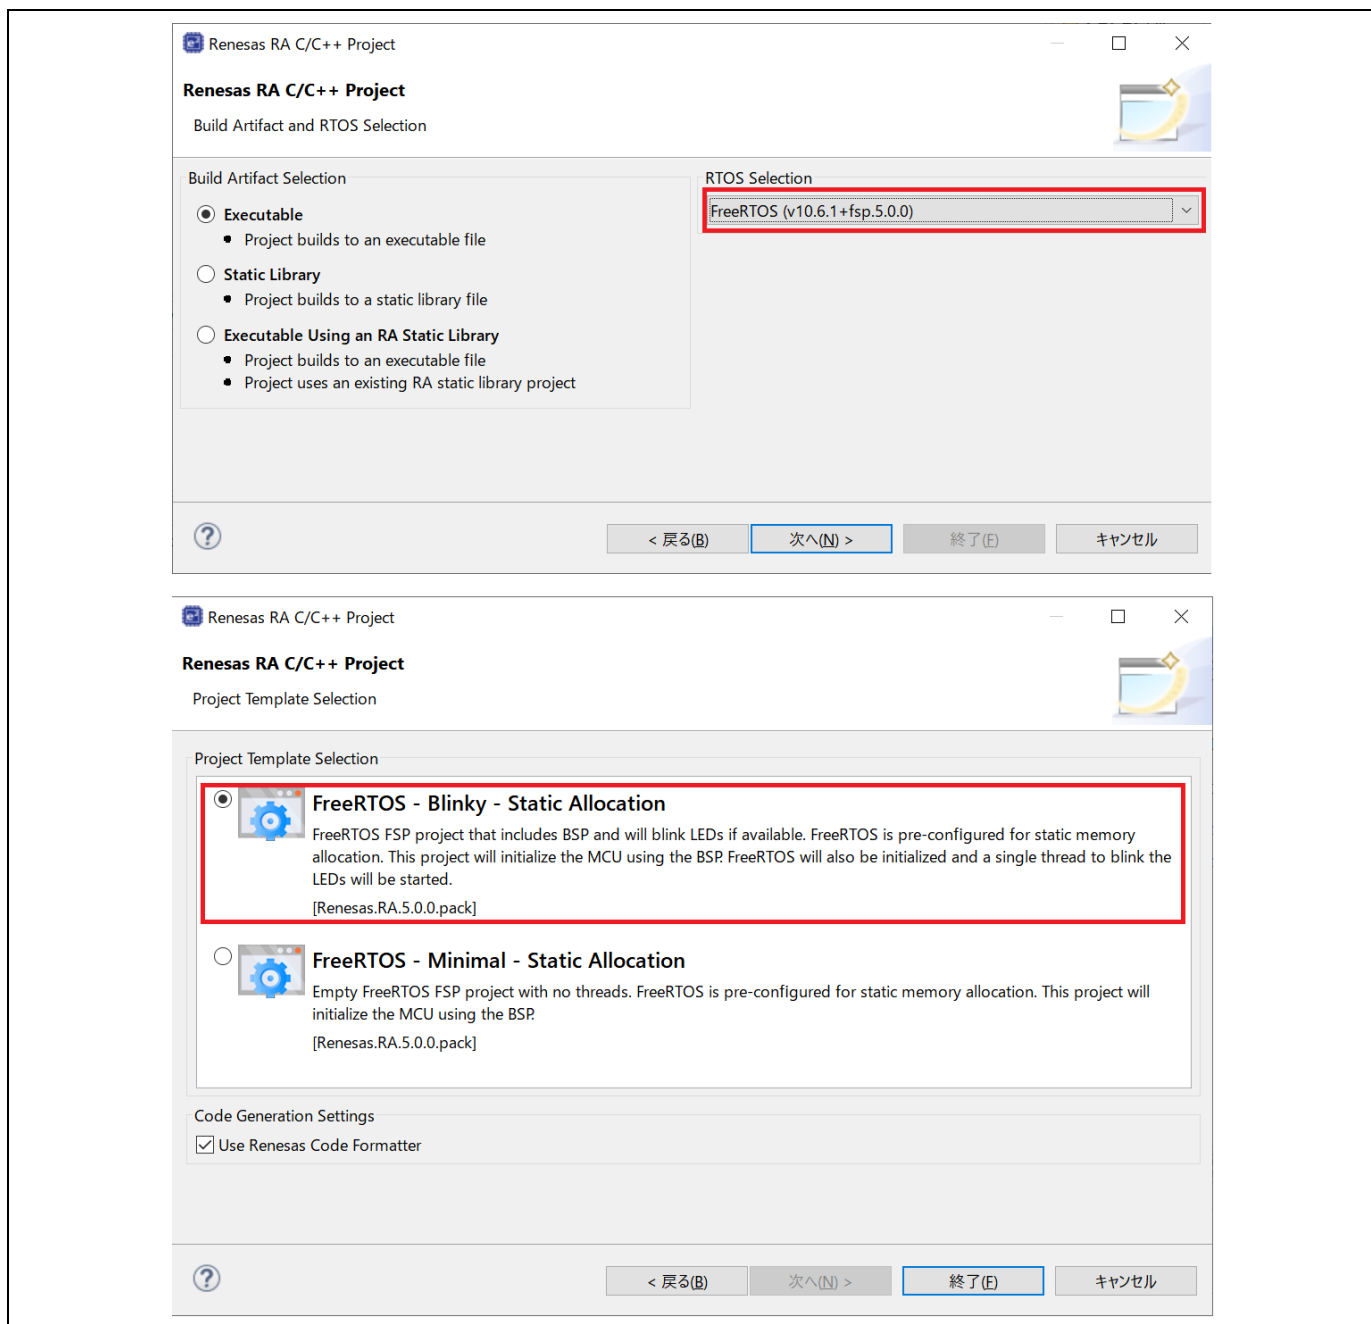 Renesas RA C/C++ Project
Renesas RA C/C++ Project
Build Artifact and RTOS Selection
Build Artifact Selection
Executable
Project builds to an executable file
Static Library
Project builds to a static library file
Executable Using an RA Static Library
Project builds to an executable file
Project uses an existing RA static library project
RTOS Selection
FreeRTOS (v10.6.1+fsp.5.0.0)
< 戻る(B)
次へ(N) >
終了(F)
キャンセル
Renesas RA C/C++ Project
Renesas RA C/C++ Project
Project Template Selection
Project Template Selection
FreeRTOS - Blinky - Static Allocation
FreeRTOS FSP project that includes BSP and will blink LEDs if available. FreeRTOS is pre-configured for static memory
allocation. This project will initialize the MCU using the BSP. FreeRTOS will also be initialized and a single thread to blink the
LEDs will be started.
[Renesas.RA.5.0.0.pack]
FreeRTOS - Minimal - Static Allocation
Empty FreeRTOS FSP project with no threads. FreeRTOS is pre-configured for static memory allocation. This project will
initialize the MCU using the BSP.
[Renesas.RA.5.0.0.pack]
Code Generation Settings
Use Renesas Code Formatter
< 戻る(B)
次へ(N) >
終了(F)
キャンセル